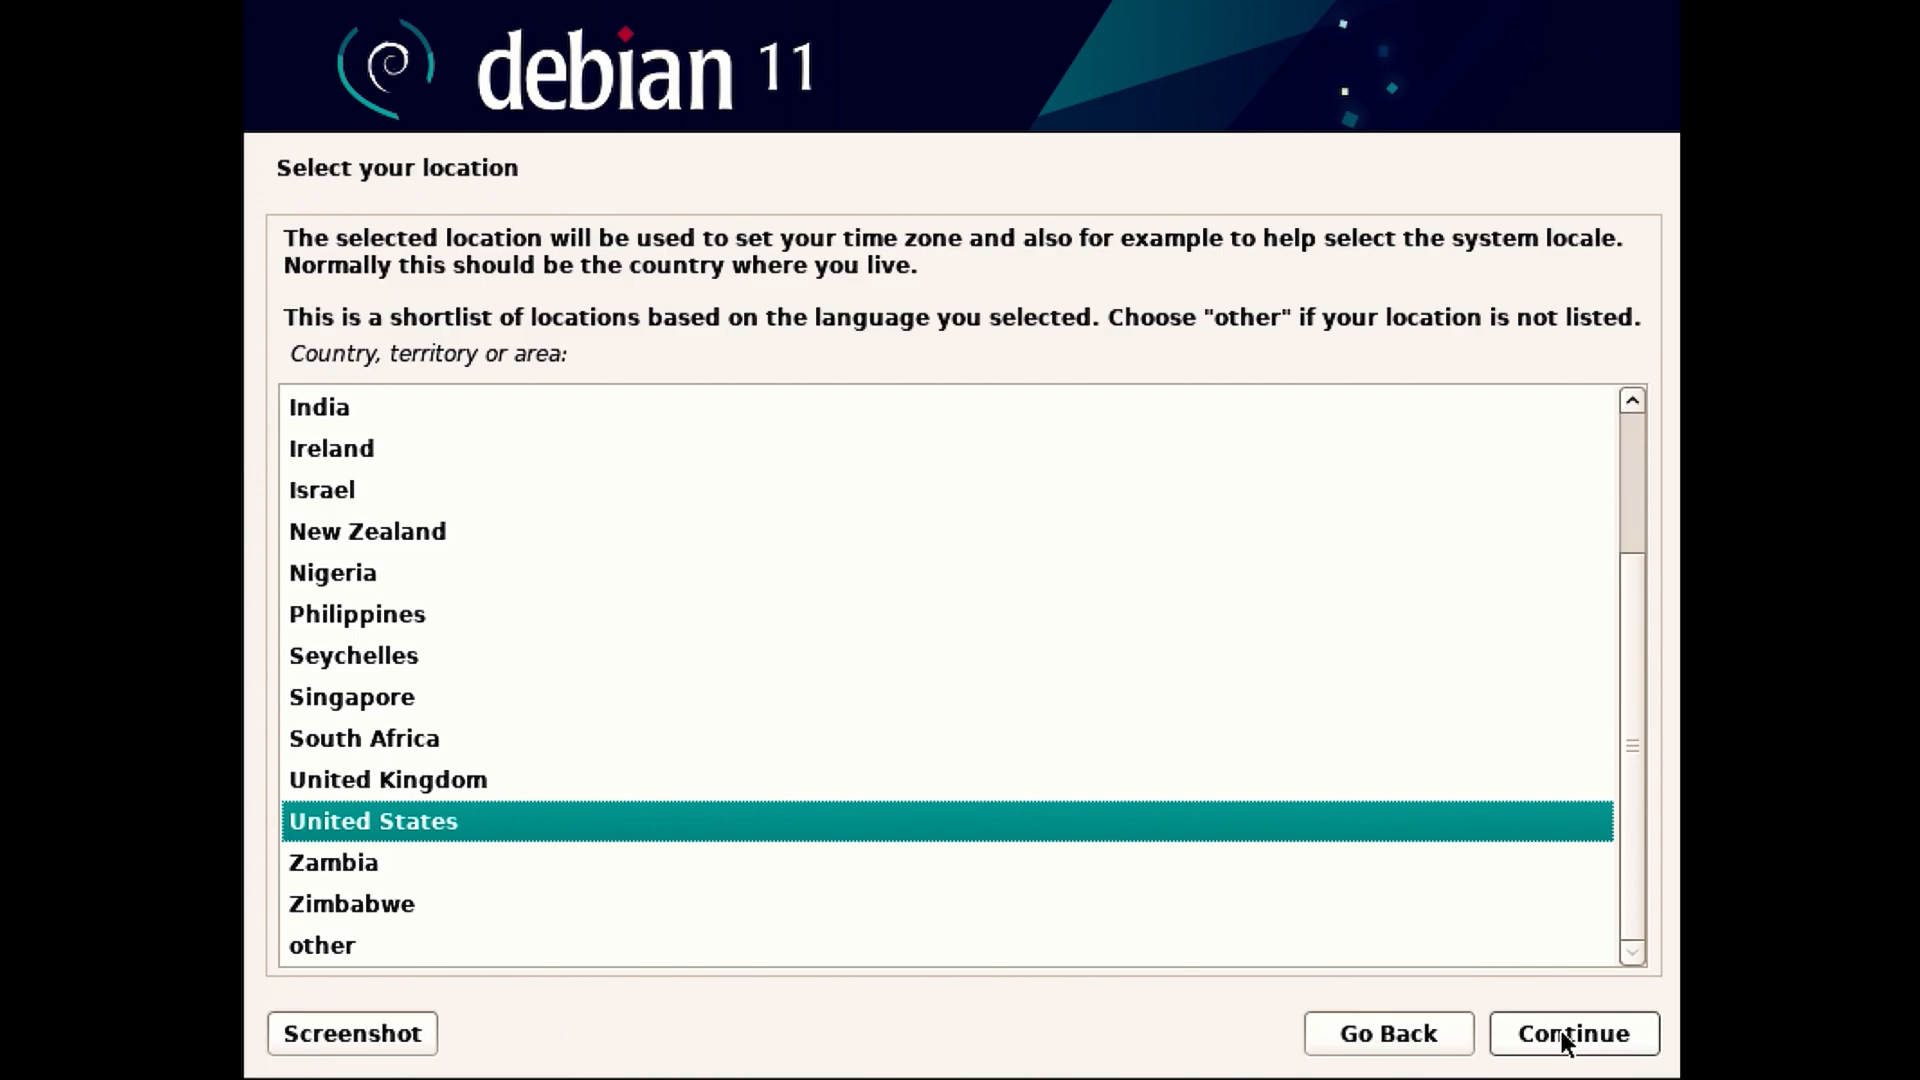 debian 11
Select your location
The selected location will be used to set your time zone and also for example to help select the system locale.
Normally this should be the country where you live.
This is a shortlist of locations based on the language you selected. Choose "other" if your location is not listed.
Country, territory or area:
India
Ireland
Israel
New Zealand
Nigeria
Philippines
Seychelles
Singapore
South Africa
United Kingdom
United States
Zambia
Zimbabwe
other
Screenshot
Go Back
Continue